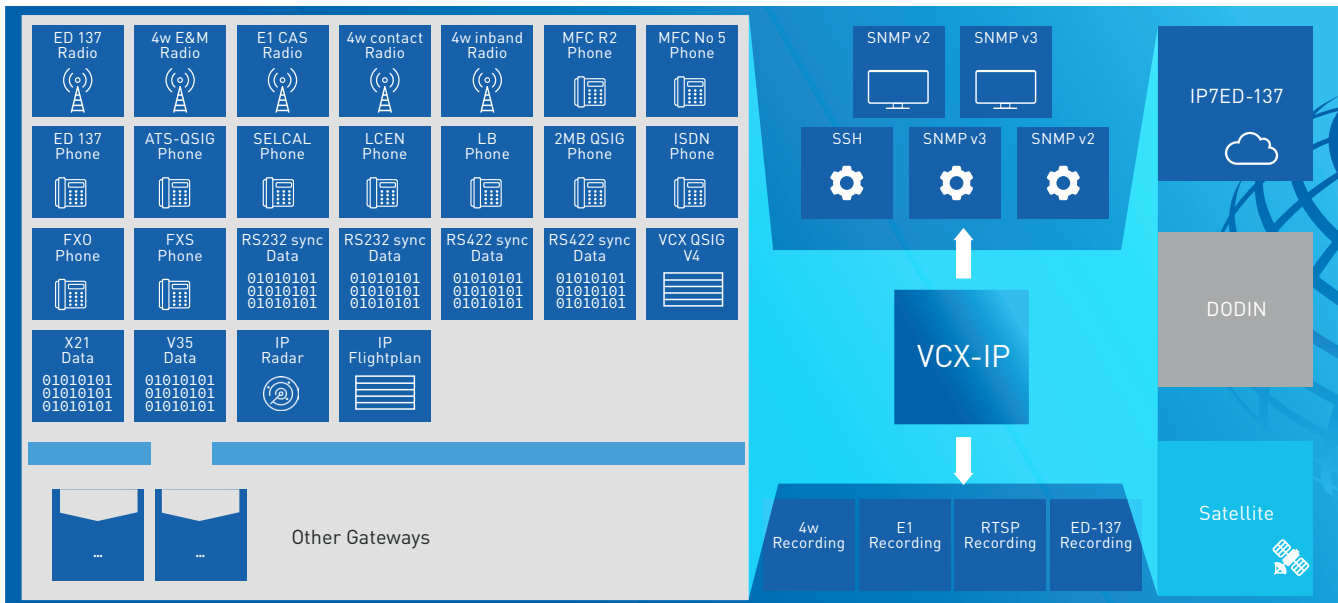 ED 137
Radio
4w E&M
Radio
E1 CAS
Radio
4w contact
Radio
4w inband
Radio
MFC R2
Phone
MFC No 5
Phone
ED 137
Phone
ATS-QSIG
Phone
SELCAL
Phone
LCEN
Phone
LB
Phone
2MB QSIG
Phone
ISDN
Phone
FXO
Phone
FXS
Phone
RS232 sync
Data
01010101
01010101
01010101
RS232 sync
Data
01010101
01010101
01010101
RS422 sync
Data
01010101
01010101
01010101
RS422 sync
Data
01010101
01010101
01010101
VCX QSIG
V4
X21
Data
01010101
01010101
01010101
V35
Data
01010101
01010101
01010101
IP
Radar
IP
Flightplan
...
...
Other Gateways
SNMP v2
SNMP v3
SSH
SNMP v3
SNMP v2
VCX-IP
4w
Recording
E1
Recording
RTSP
Recording
ED-137
Recording
IP7ED-137
DODIN
Satellite